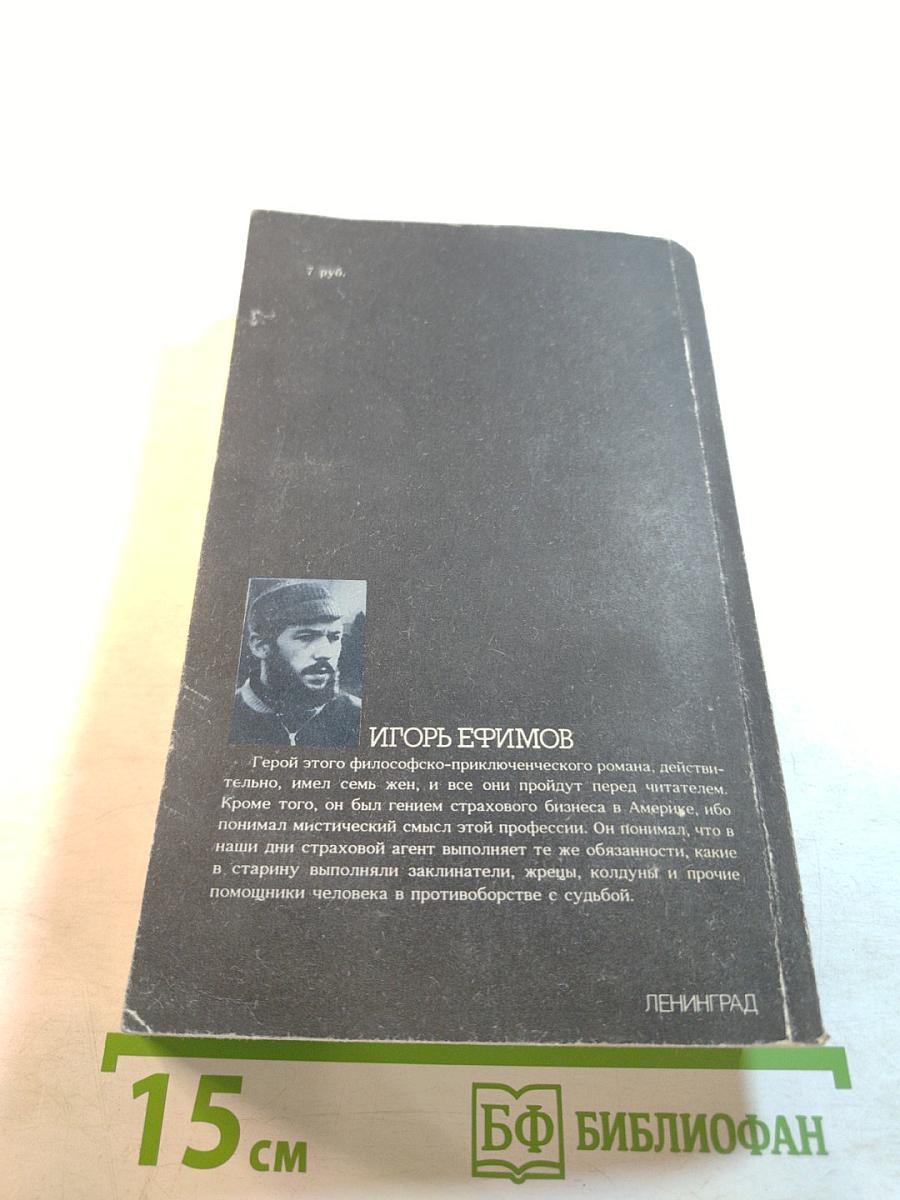 7 руб.
ИГОРЬ ЕФИМОВ
Герой этого философско-приключенческого романа, действи-
тельно, имел семь жен, и все они пройдут перед читателем.
Кроме того, он был гением страхового бизнеса в Америке, ибо
понимал мистический смысл этой профессии. Он понимал, что в
наши дни страховой агент выполняет те же обязанности, какие
в старину выполняли заклинатели, жрецы, колдуны и прочие
помощники человека в противоборстве с судьбой.
ЛЕНИНГРАД
15 см
БФ БИБЛИОФАН